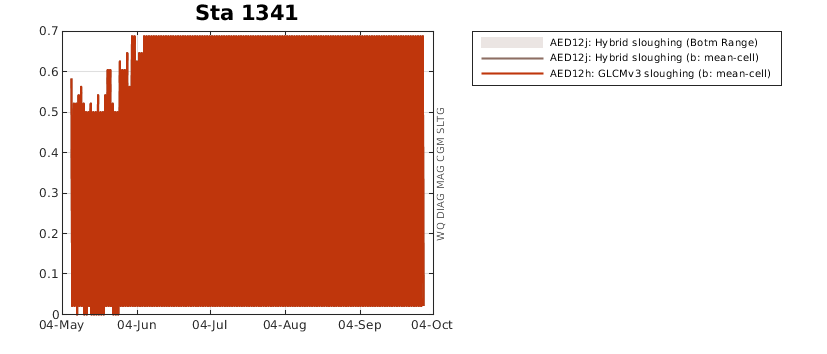 Sta 1341
0.7
0.6
0.5
0.4
0.3
0.2
0.1
0
04-May
04-Jun
04-Jul
04-Aug
04-Sep
04-Oct
WQ DIAG MAG CGM SLTG
AED12j: Hybrid sloughing (Botm Range)
AED12j: Hybrid sloughing (b: mean-cell)
AED12h: GLCMv3 sloughing (b: mean-cell)